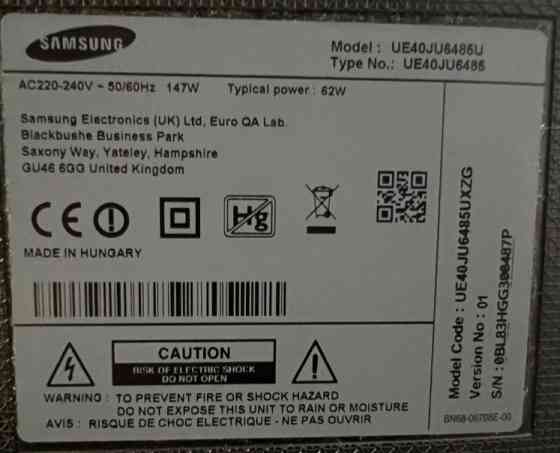 SAMSUNG
Model : UE40JU6485U
Type No.: UE40JU6485
AC220-240V ~ 50/60Hz 147W Typical power : 62W
Samsung Electronics (UK) Ltd, Euro QA Lab.
Blackbushe Business Park
Saxony Way, Yateley, Hampshire
GU46 6GG United Kingdom
CE
Hg
MADE IN HUNGARY
CAUTION
RISK OF ELECTRIC SHOCK
DO NOT OPEN
WARNING : TO PREVENT FIRE OR SHOCK HAZARD
DO NOT EXPOSE THIS UNIT TO RAIN OR MOISTURE
AVIS : RISQUE DE CHOC ELECTRIQUE - NE PAS OUVRIR
Model Code : UE40JU6485UXZG
Version No : 01
S/N :